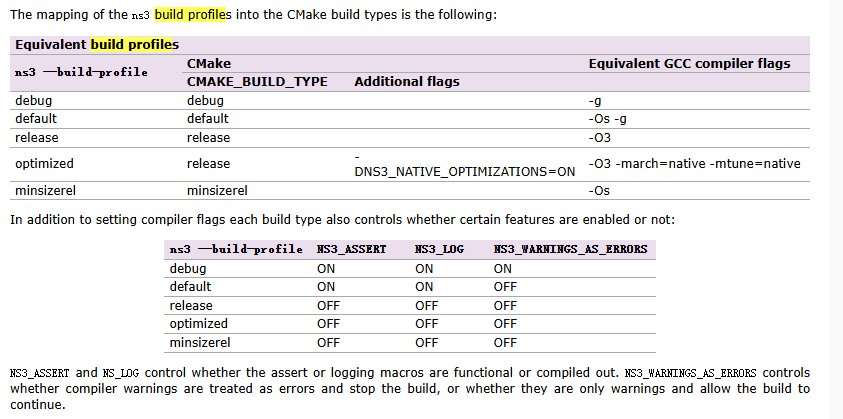 The mapping of the ns3 build profiles into the CMake build types is the following:
Equivalent build profiles
ns3 —build-profile CMake Equivalent GCC compiler flags
CMAKE_BUILD_TYPE Additional flags
debug debug -g
default default -Os -g
release release -O3
optimized release -
DNS3_NATIVE_OPTIMIZATIONS=ON -O3 -march=native -mtune=native
minsizerel minsizerel -Os
In addition to setting compiler flags each build type also controls whether certain features are enabled or not:
ns3 —build-profile NS3_ASSERT NS3_LOG NS3_WARNINGS_AS_ERRORS
debug ON ON ON
default ON ON OFF
release OFF OFF OFF
optimized OFF OFF OFF
minsizerel OFF OFF OFF
NS3_ASSERT and NS_LOG control whether the assert or logging macros are functional or compiled out. NS3_WARNINGS_AS_ERRORS controls
whether compiler warnings are treated as errors and stop the build, or whether they are only warnings and allow the build to
continue.